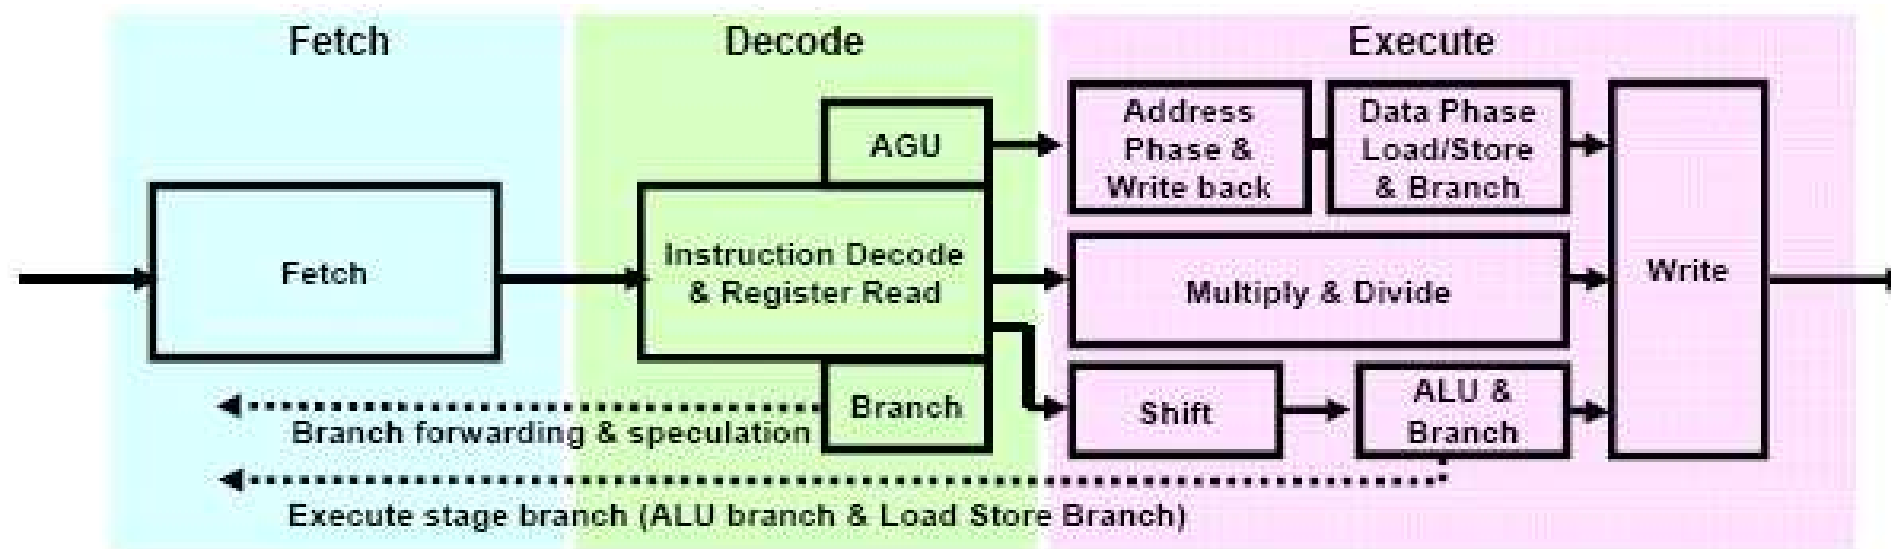 Fetch
Decode
Execute
AGU
Address
Phase &
Write back
Data Phase
Load/Store
& Branch
Fetch
Instruction Decode
& Register Read
Multiply & Divide
Write
Branch
Shift
ALU &
Branch
Branch forwarding & speculation
Execute stage branch (ALU branch & Load Store Branch)